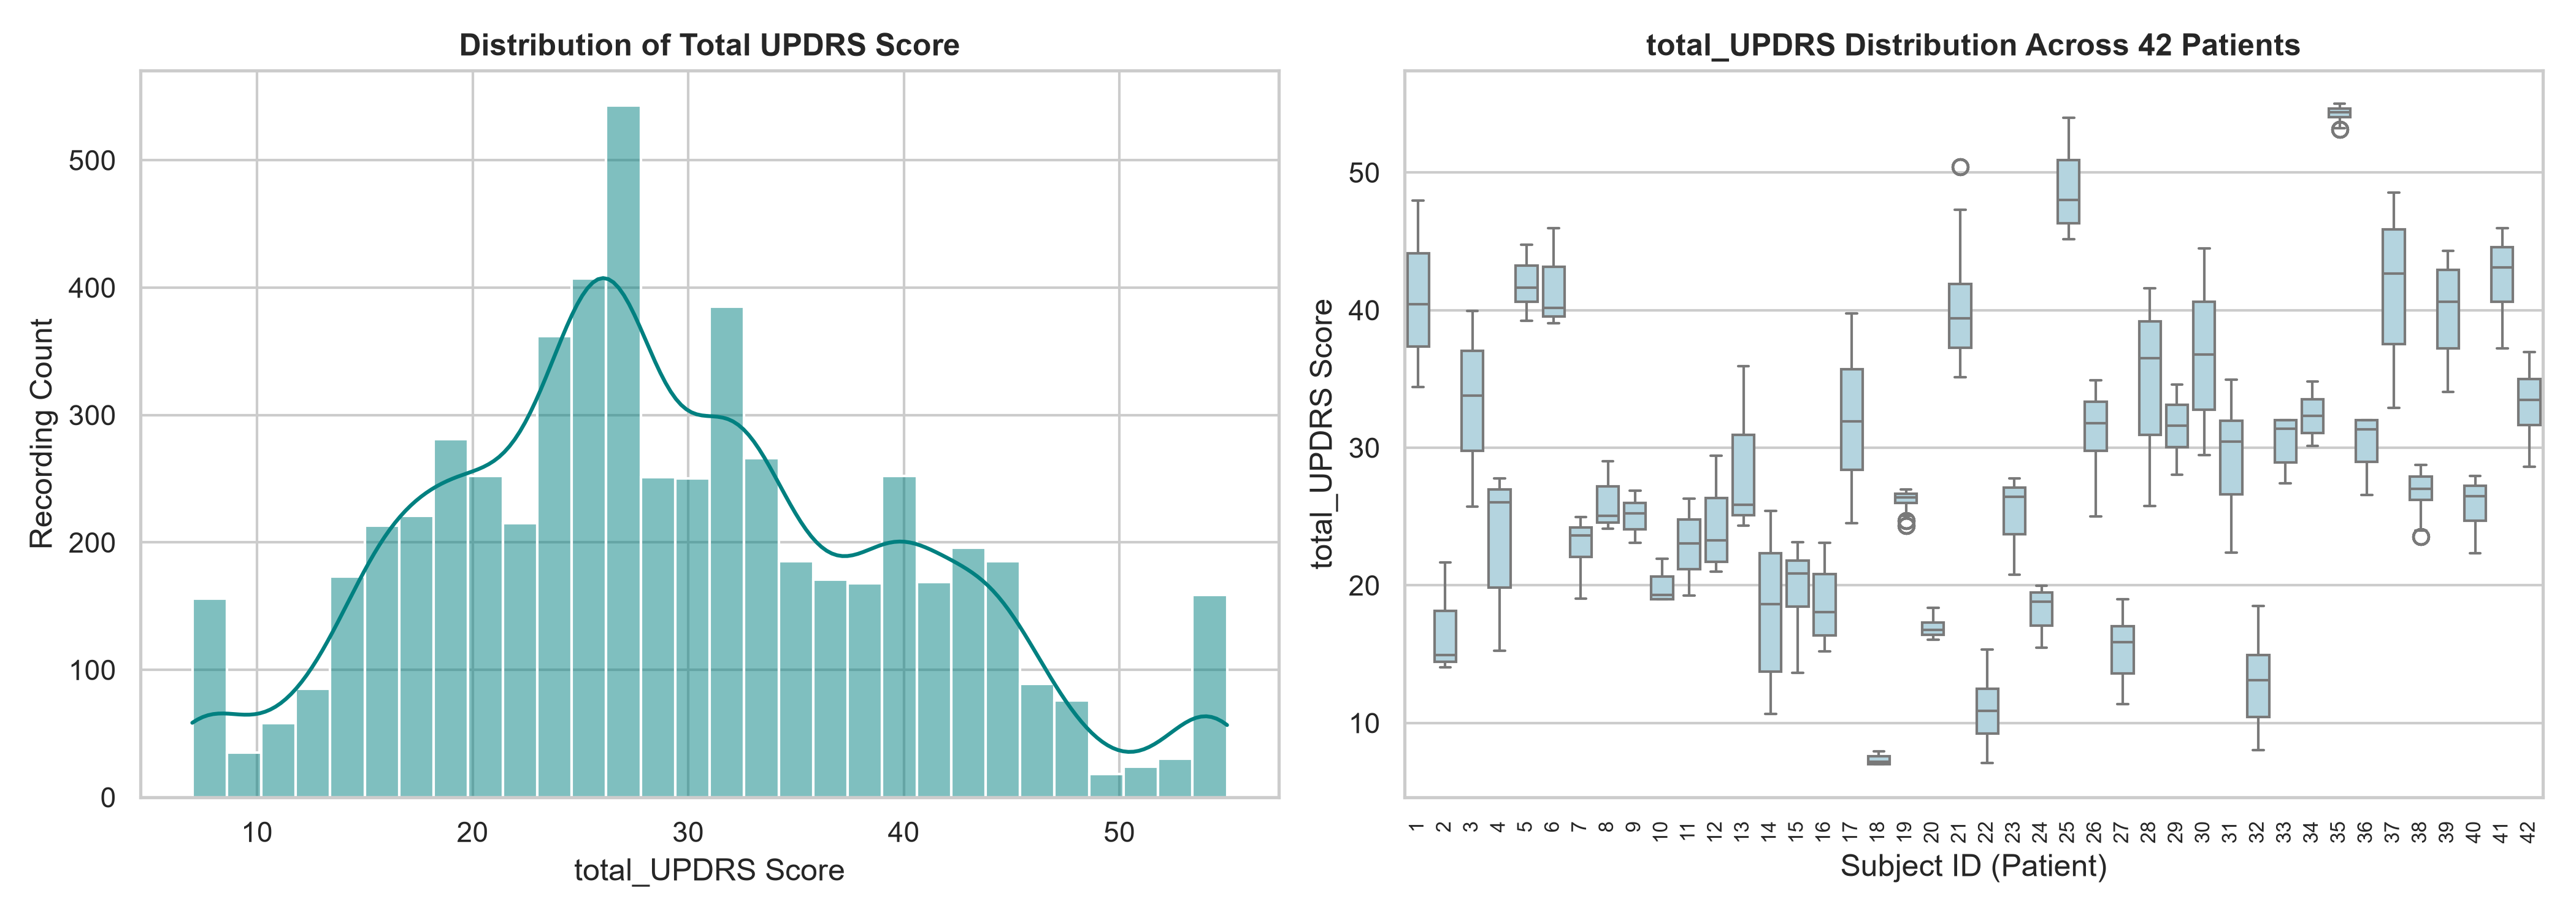 Distribution of Total UPDRS Score
Recording Count
500
400
300
200
100
0
10 20 30 40 50
total_UPDRS Score
total_UPDRS Distribution Across 42 Patients
total_UPDRS Score
50
40
30
20
10
1 2 3 4 5 6 7 8 9 10 11 12 13 14 15 16 17 18 19 20 21 22 23 24 25 26 27 28 29 30 31 32 33 34 35 36 37 38 39 40 41 42
Subject ID (Patient)